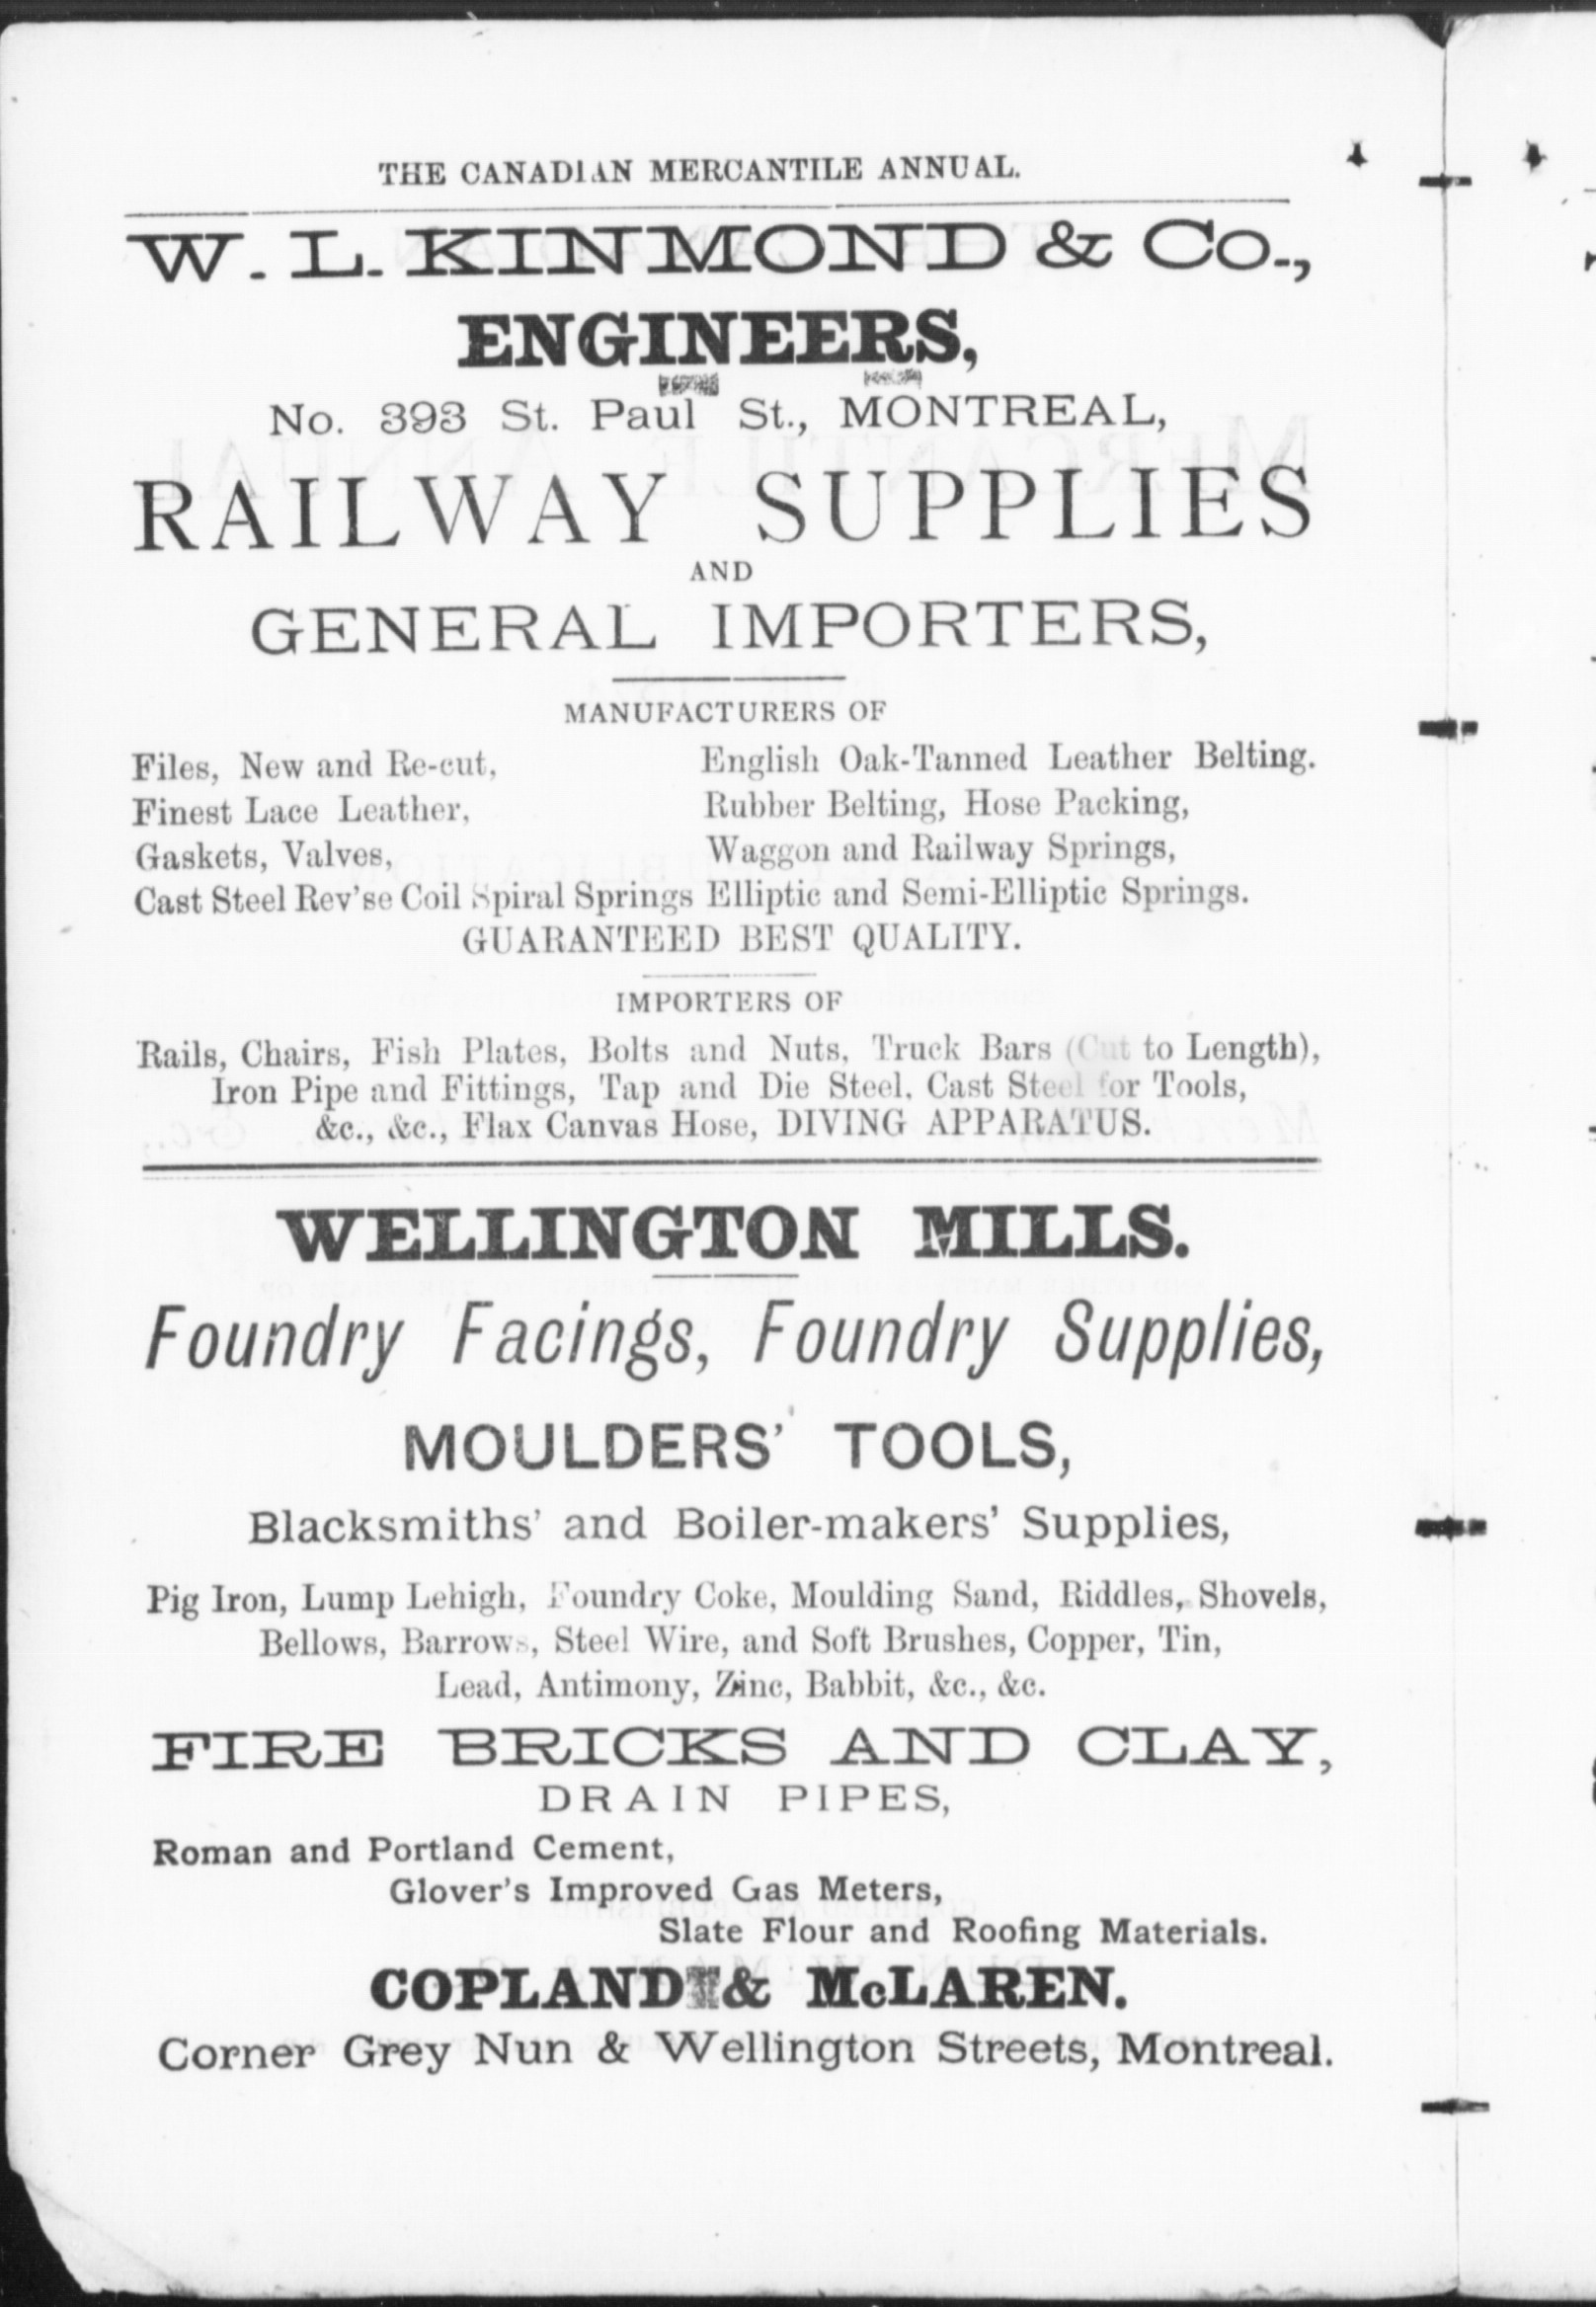 THE CANADIAN MERCANTILE ANNUAL.
W. L. KINMOND & Co.,
ENGINEERS,
No. 393 St. Paul St., MONTREAL,
RAILWAY SUPPLIES
AND
GENERAL IMPORTERS,
MANUFACTURERS OF
Files, New and Re-cut, English Oak-Tanned Leather Belting.
Finest Lace Leather, Rubber Belting, Hose Packing,
Gaskets, Valves, Waggon and Railway Springs,
Cast Steel Rev'se Coil Spiral Springs Elliptic and Semi-Elliptic Springs.
GUARANTEED BEST QUALITY.
IMPORTERS OF
Rails, Chairs, Fish Plates, Bolts and Nuts, Truck Bars (Cut to Length),
Iron Pipe and Fittings, Tap and Die Steel, Cast Steel for Tools,
&c., &c., Flax Canvas Hose, DIVING APPARATUS.
WELLINGTON MILLS.
Foundry Facings, Foundry Supplies,
MOULDERS' TOOLS,
Blacksmiths' and Boiler-makers' Supplies,
Pig Iron, Lump Lehigh, Foundry Coke, Moulding Sand, Riddles, Shovels,
Bellows, Barrows, Steel Wire, and Soft Brushes, Copper, Tin,
Lead, Antimony, Zinc, Babbit, &c., &c.
FIRE BRICKS AND CLAY,
DRAIN PIPES,
Roman and Portland Cement,
Glover's Improved Gas Meters,
Slate Flour and Roofing Materials.
COPLAND & McLAREN.
Corner Grey Nun & Wellington Streets, Montreal.